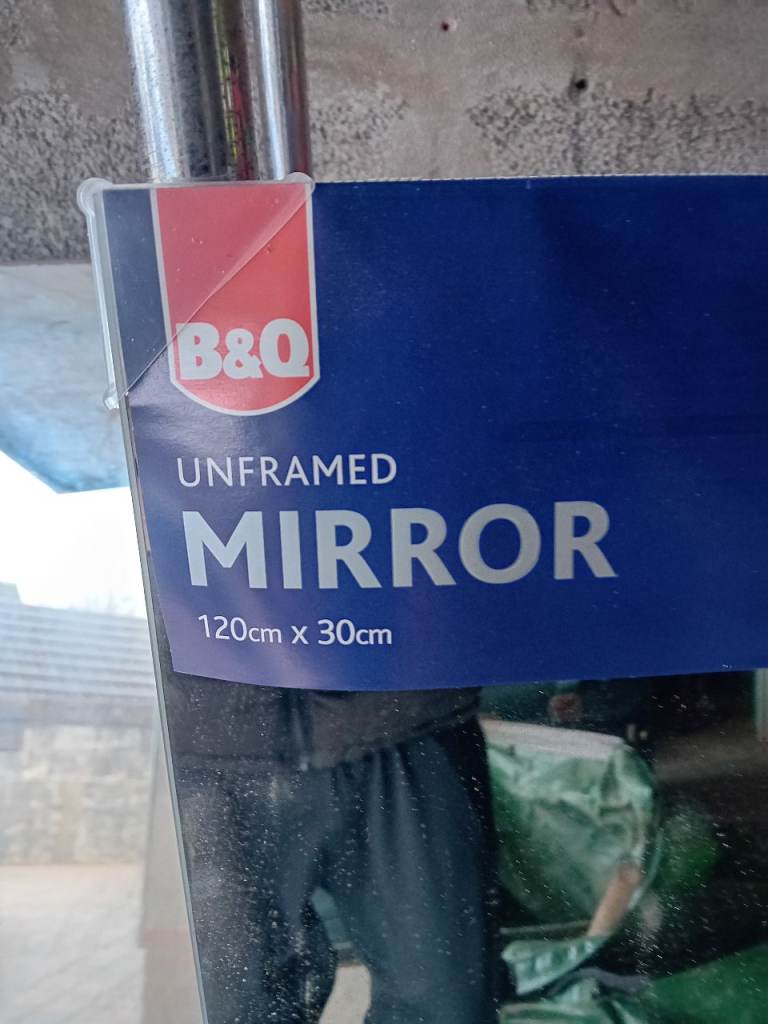 B&Q
UNFRAMED
MIRROR
120cm x 30cm